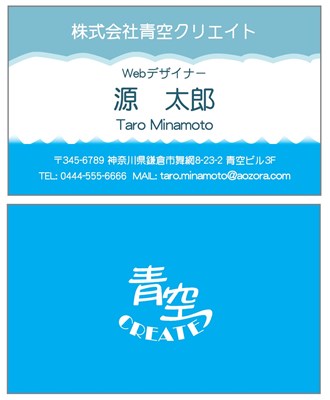 株式会社青空クリエイト
Webデザイナー
源　太郎
Taro Minamoto
〒345-6789 神奈川県鎌倉市舞網8-23-2 青空ビル3F
TEL: 0444-555-6666 MAIL: taro.minamoto@aozora.com
青空
CREATE